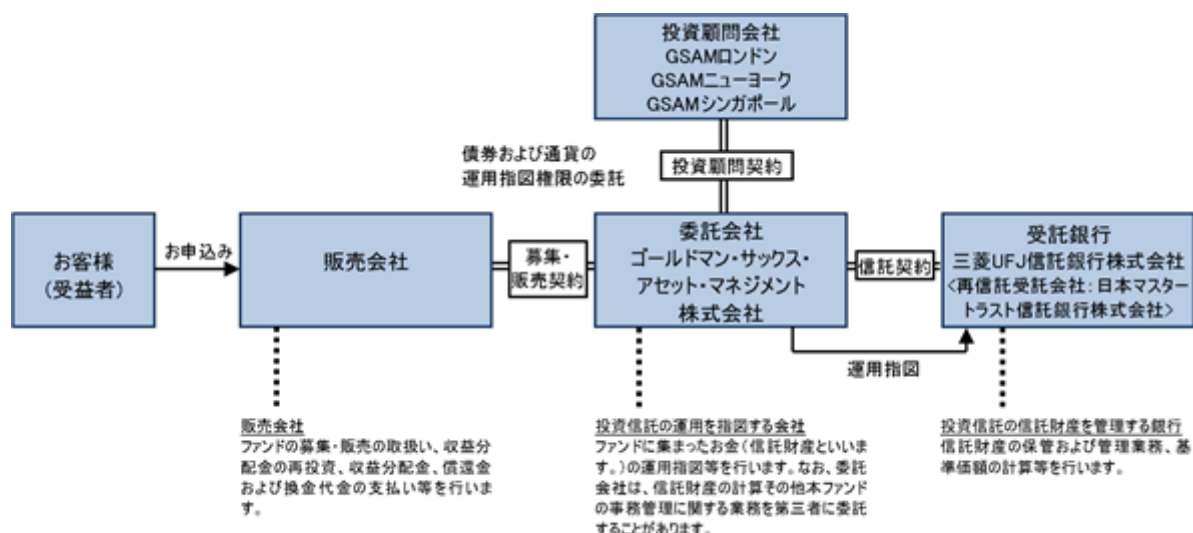 投資顧問会社
GSAMロンドン
GSAMニューヨーク
GSAMシンガポール
債券および通貨の
運用指図権限の委託
投資顧問契約
お客様
(受益者)
お申込み
販売会社
募集・
販売契約
委託会社
ゴールドマン・サックス・
アセット・マネジメント
株式会社
信託契約
受託銀行
三菱UFJ信託銀行株式会社
<再信託受託会社:日本マスター
トラスト信託銀行株式会社>
運用指図
販売会社
ファンドの募集・販売の取扱い、収益分
配金の再投資、収益分配金、償還金
および換金代金の支払い等を行いま
す。
投資信託の運用を指図する会社
ファンドに集まったお金(信託財産といいま
す。)の運用指図等を行います。なお、委託
会社は、信託財産の計算その他本ファンド
の事務管理に関する業務を第三者に委託
することがあります。
投資信託の信託財産を管理する銀行
信託財産の保管および管理業務、基
準価額の計算等を行います。